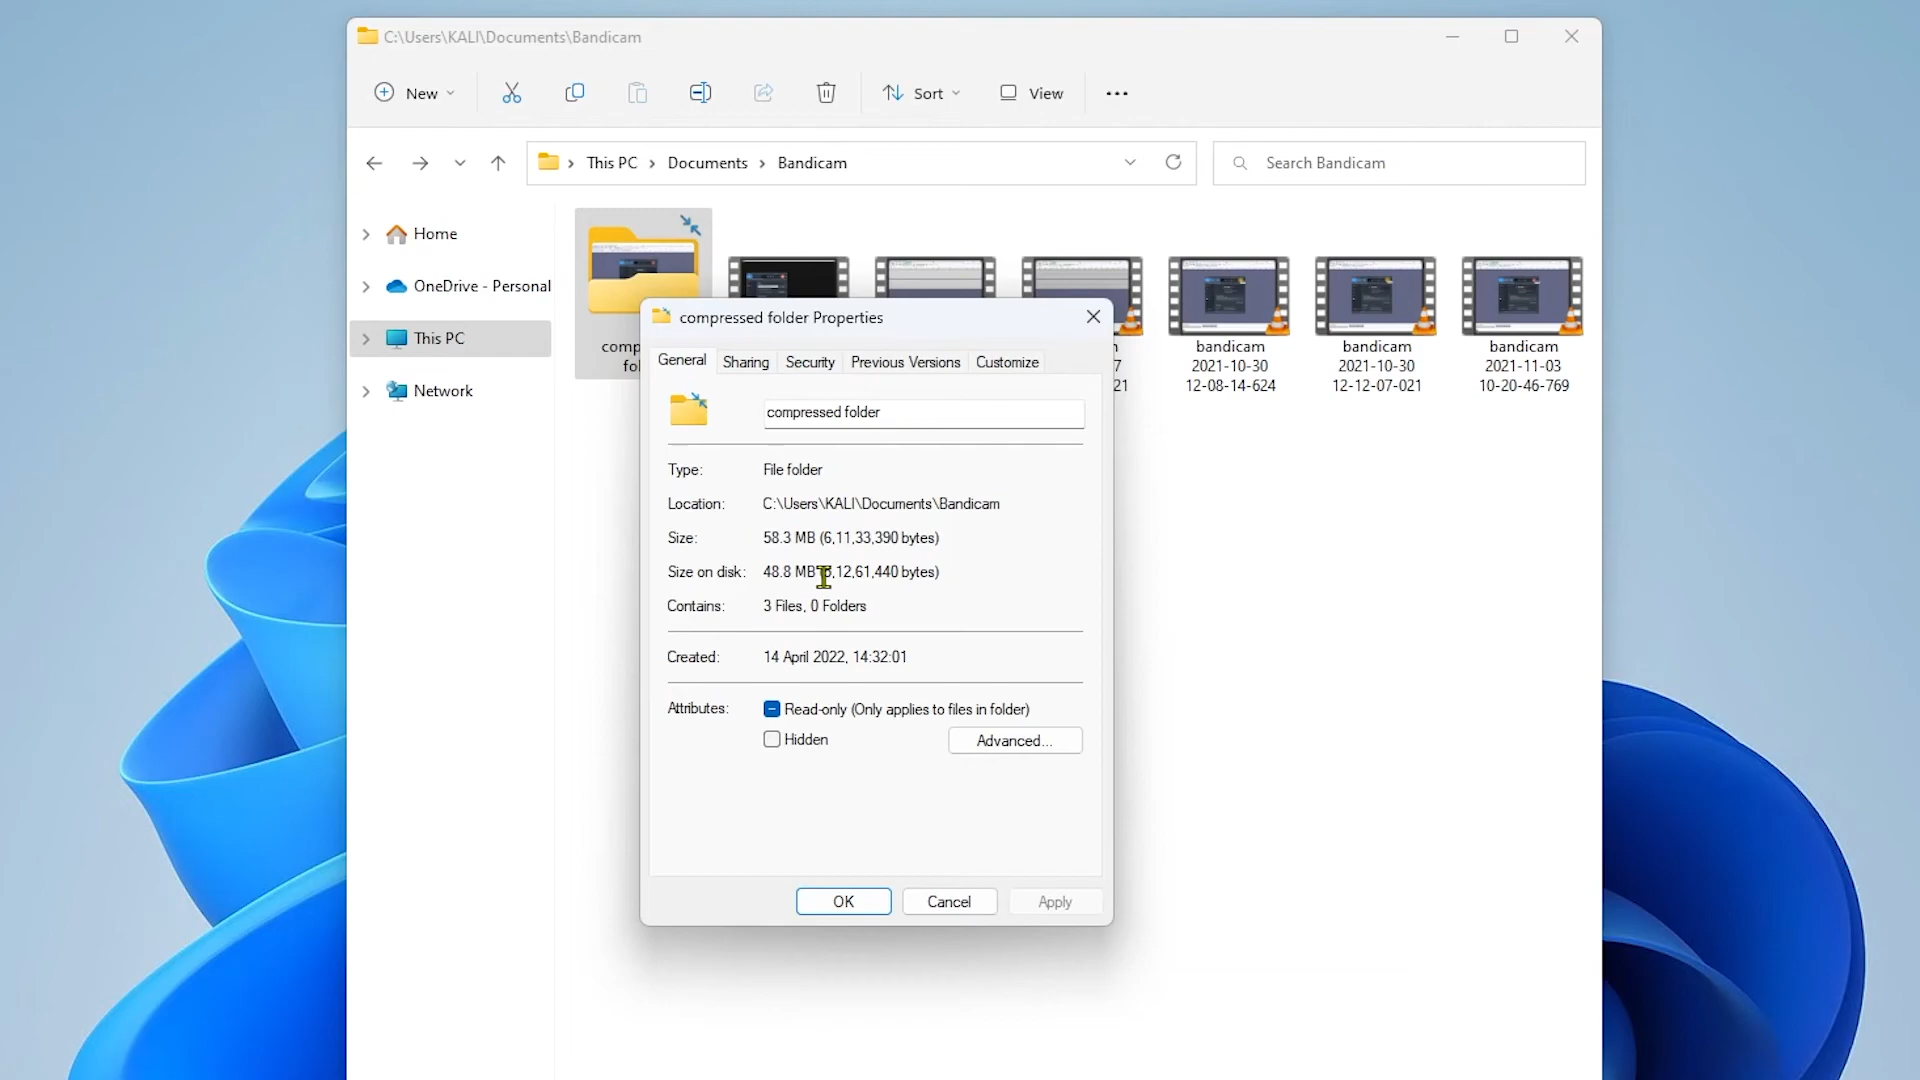 C:\Users\KALI\Documents\Bandicam
New
Sort
View
This PC
Documents
Bandicam
Search Bandicam
Home
OneDrive - Personal
This PC
Network
bandicam
2021-10-30
12-08-14-624
bandicam
2021-10-30
12-12-07-021
bandicam
2021-11-03
10-20-46-769
compressed folder Properties
General
Sharing
Security
Previous Versions
Customize
compressed folder
Type: File folder
Location: C:\Users\KALI\Documents\Bandicam
Size: 58.3 MB (6,11,33,390 bytes)
Size on disk: 48.8 MB ,12,61,440 bytes)
Contains: 3 Files, 0 Folders
Created: 14 April 2022, 14:32:01
Attributes: Read-only (Only applies to files in folder)
Hidden
Advanced...
OK
Cancel
Apply